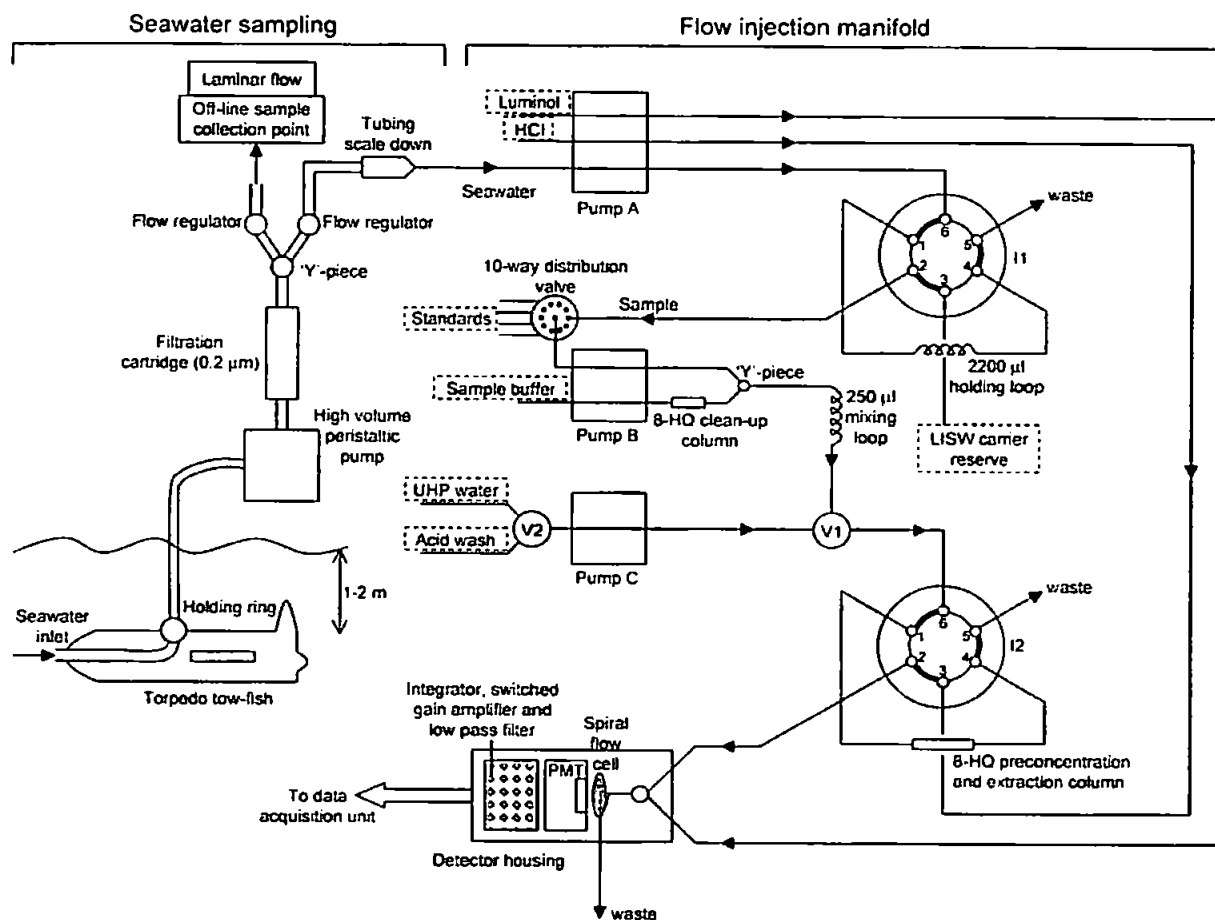 Seawater sampling
Flow injection manifold
Laminar flow
Off-line sample
collection point
Tubing
scale down
Luminol
HCl
Seawater
Pump A
waste
Flow regulator
Flow regulator
'Y'-piece
6
1
5
2
4
3
I1
10-way distribution
valve
Sample
Standards
2200 µl
holding loop
Filtration
cartridge (0.2 µm)
Sample buffer
'Y'-piece
8-HQ clean-up
column
Pump B
250 µl
mixing
loop
LISW carrier
reserve
High volume
peristaltic
pump
UHP water
Acid wash
V2
V1
Pump C
1-2 m
waste
Seawater
inlet
Holding ring
Torpedo tow-fish
6
1
5
2
4
3
I2
Integrator, switched
gain amplifier and
low pass filter
Spiral
flow
cell
PMT
8-HQ preconcentration
and extraction column
To data
acquisition unit
Detector housing
waste